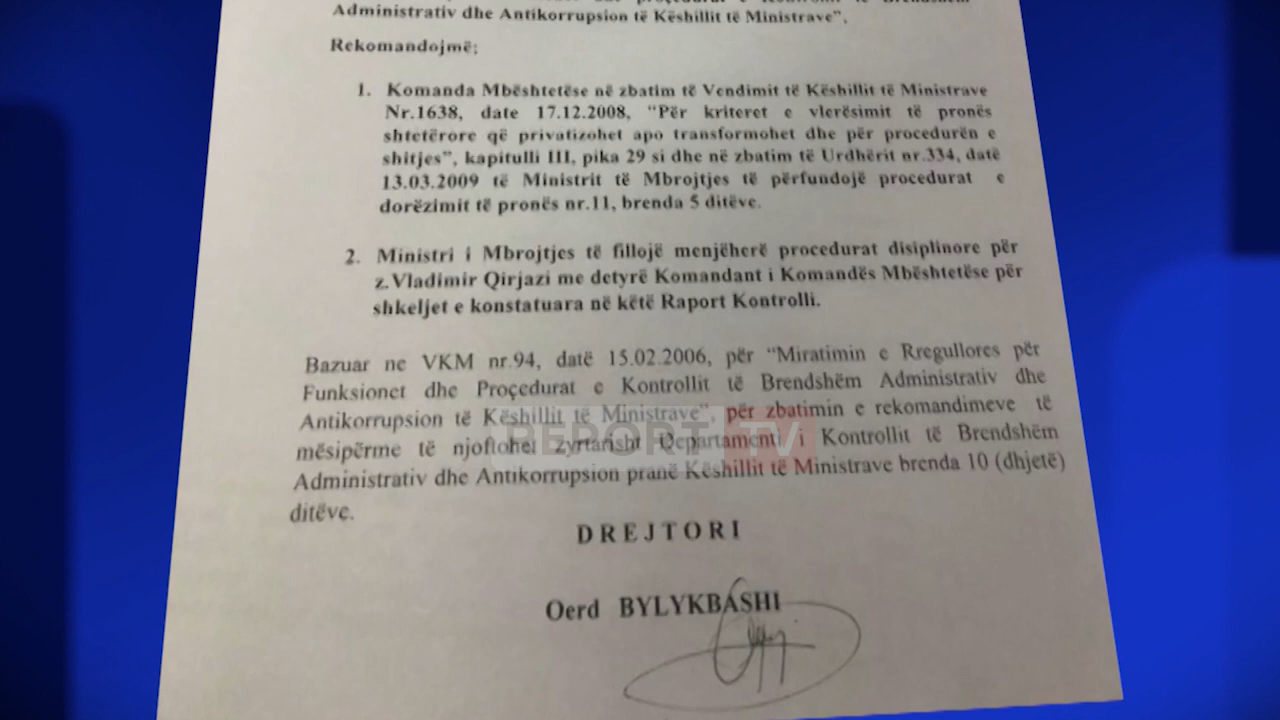 Administrativ dhe Antikorrupsion të Këshillit të Ministrave”,
Rekomandojmë;
1. Komanda Mbështetëse në zbatim të Vendimit të Këshillit të Ministrave
Nr.1638, date 17.12.2008, “Për kriteret e vlerësimit të pronës
shtetërore që privatizohet apo transformohet dhe për procedurën e
shitjes”, kapitulli III, pika 29 si dhe në zbatim të Urdhërit nr.334, datë
13.03.2009 të Ministrit të Mbrojtjes të përfundojë procedurat e
dorëzimit të pronës nr.11, brenda 5 ditëve.
2. Ministri i Mbrojtjes të fillojë menjëherë procedurat disiplinore për
z.Vladimir Qirjazi me detyrë Komandant i Komandës Mbështetëse për
shkeljet e konstatuara në këtë Raport Kontrolli.
Bazuar ne VKM nr.94, datë 15.02.2006, për “Miratimin e Rregullores për
Funksionet dhe Proçedurat e Kontrollit të Brendshëm Administrativ dhe
Antikorrupsion të Këshillit të Ministrave”, për zbatimin e rekomandimeve të
mësipërme të njoftohet zyrtarisht Departamenti i Kontrollit të Brendshëm
Administrativ dhe Antikorrupsion pranë Këshillit të Ministrave brenda 10 (dhjetë)
ditëve.
REPORT TV
DREJTORI
Oerd BYLYKBASHI